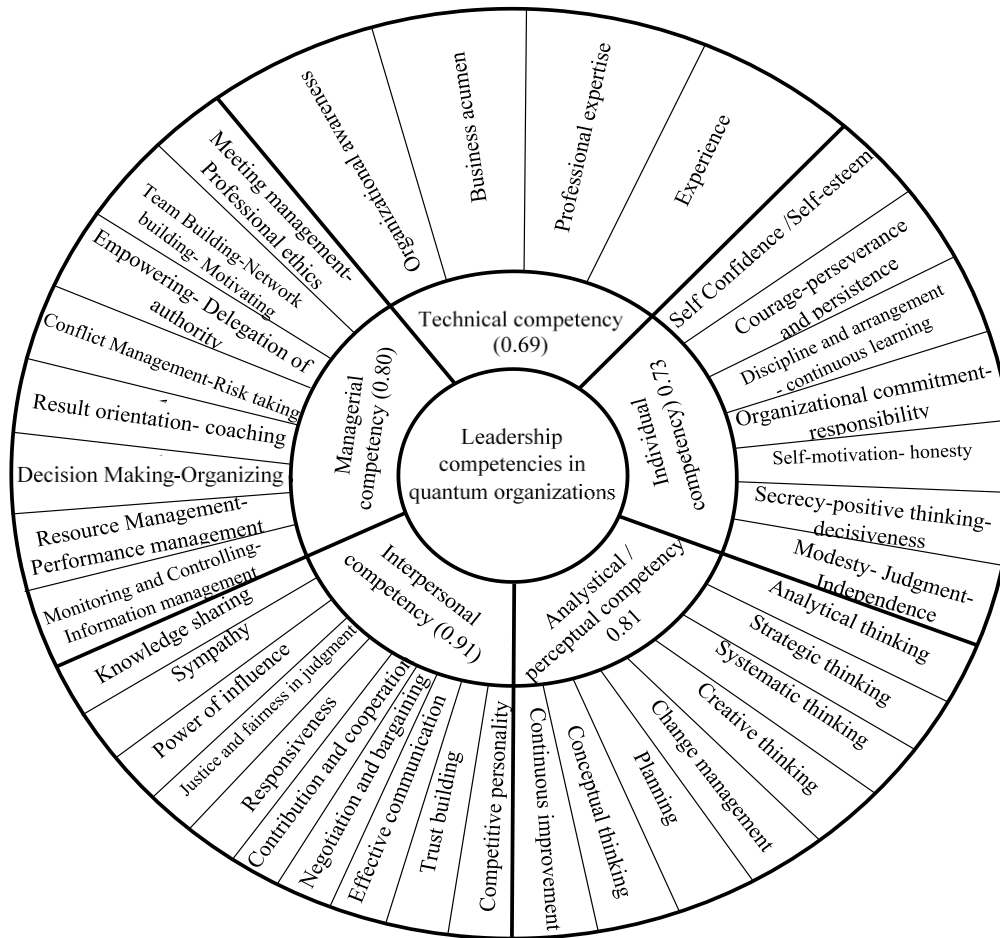 Leadership
competencies in
quantum organizations
Technical competency
(0.69)
Organizational awareness
Business acumen
Professional expertise
Experience
Individual
competency) 0.73
Self Confidence /Self-esteem
Courage-perseverance
and persistence
Discipline and arrangement
- continuous learning
Organizational commitment-
responsibility
Self-motivation- honesty
Secrecy-positive thinking-
decisiveness
Modesty- Judgment-
Independence
Analystical /
perceptual competency
0.81
Analytical thinking
Strategic thinking
Systematic thinking
Creative thinking
Change management
Planning
Conceptual thinking
Continuous improvement
Interpersonal
competency (0.91)
Competitive personality
Trust building
Effective communication
Negotiation and bargaining
Contribution and cooperation
Responsiveness
Justice and fairness in judgment
Power of influence
Sympathy
Knowledge sharing
Managerial
competency (0.80)
Monitoring and Controlling-
Information management
Resource Management-
Performance management
Decision Making-Organizing
Result orientation- coaching
Conflict Management-Risk taking
Empowering- Delegation of
authority
Team Building-Network
building- Motivating
Meeting management-
Professional ethics